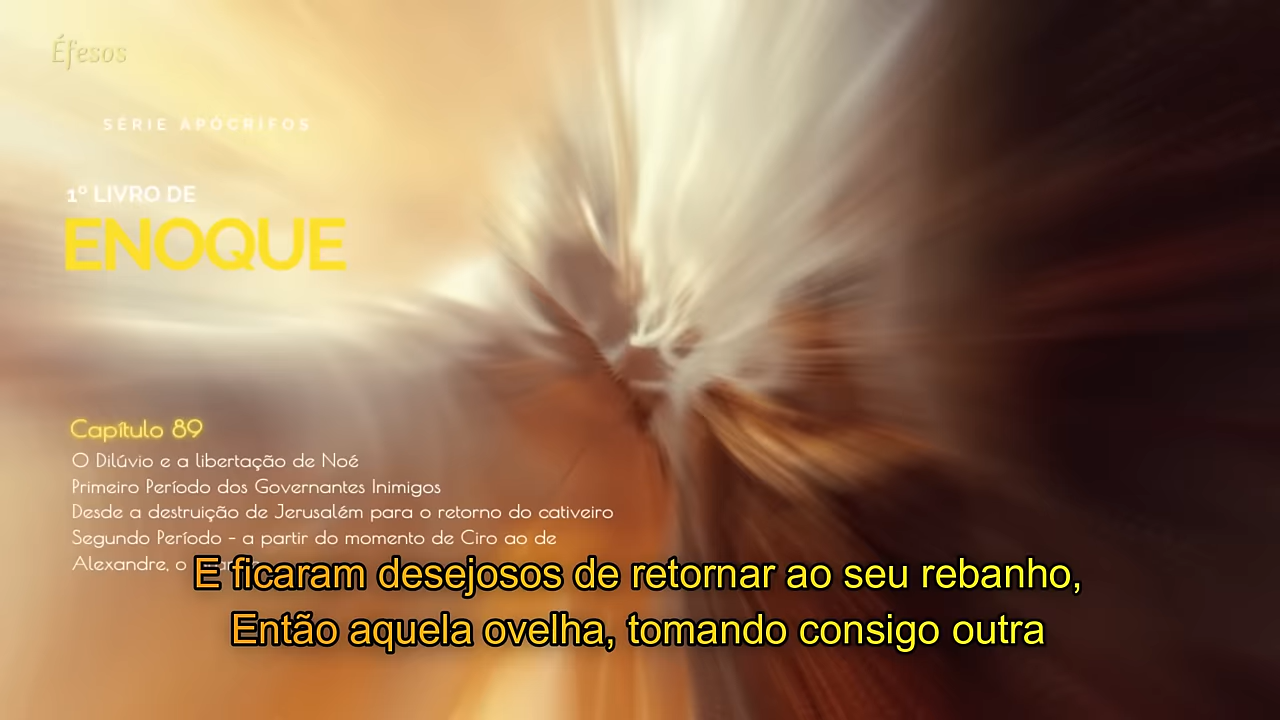 Éfesos
SÉRIE APÓCRIFOS
1º LIVRO DE
ENOQUE
Capítulo 89
O Dilúvio e a libertação de Noé
Primeiro Período dos Governantes Inimigos
Desde a destruição de Jerusalém para o retorno do cativeiro
Segundo Período - a partir do momento de Ciro ao de
Alexandre, o
E ficaram desejosos de retornar ao seu rebanho,
Então aquela ovelha, tomando consigo outra